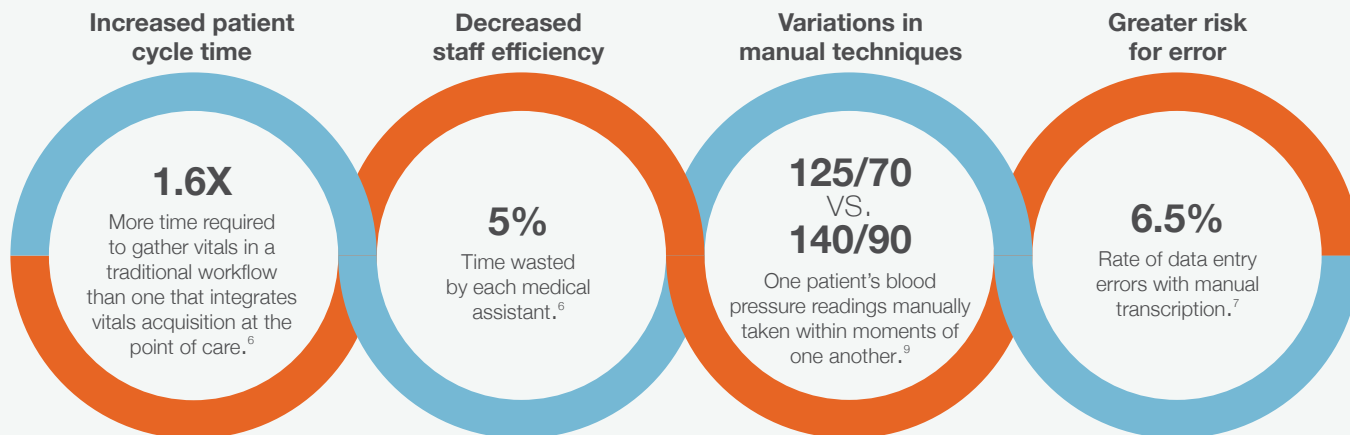 Increased patient
cycle time
1.6X
More time required
to gather vitals in a
traditional workflow
than one that integrates
vitals acquisition at the
point of care.6
Decreased
staff efficiency
5%
Time wasted
by each medical
assistant.6
Variations in
manual techniques
125/70
VS.
140/90
One patient’s blood
pressure readings manually
taken within moments of
one another.9
Greater risk
for error
6.5%
Rate of data entry
errors with manual
transcription.7